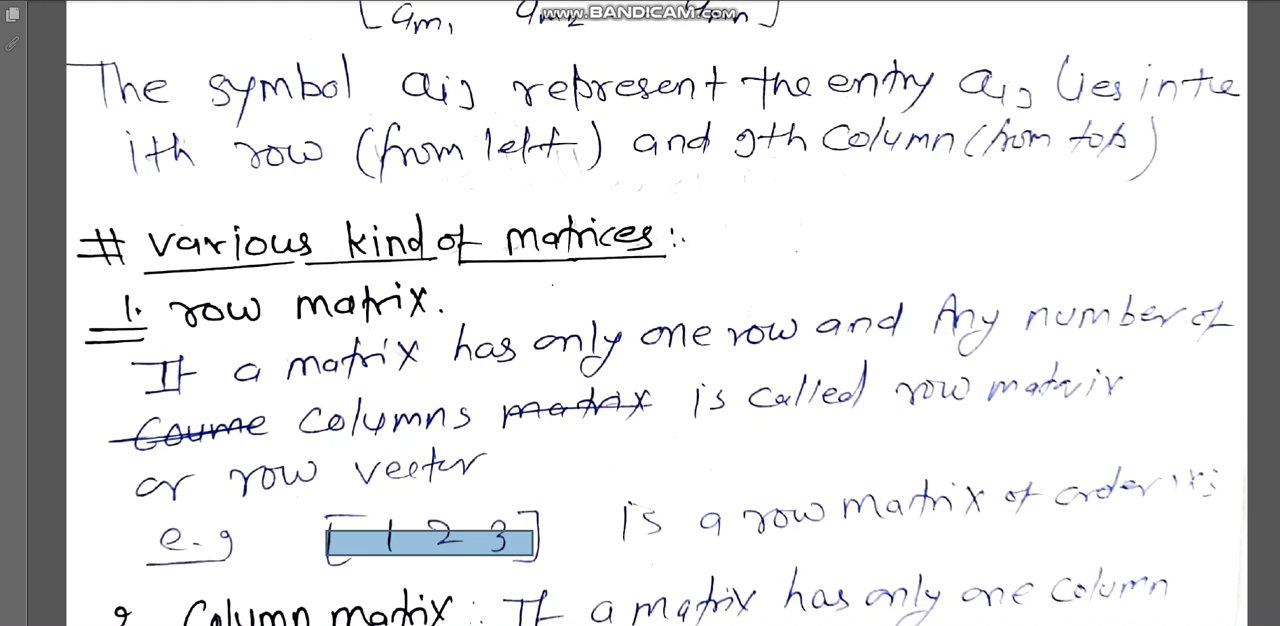 www.BANDICAM.com
The symbol aij represent the entry aij lies in the
ith row (from left) and jth column (from top)
# various kind of matrices :.
1. row matrix.
If a matrix has only one row and Any number of
Coume columns matrix is called row matrix
or row vector
e.g [ 1 2 3 ] is a row matrix of order
Column matrix : If a matrix has only one column